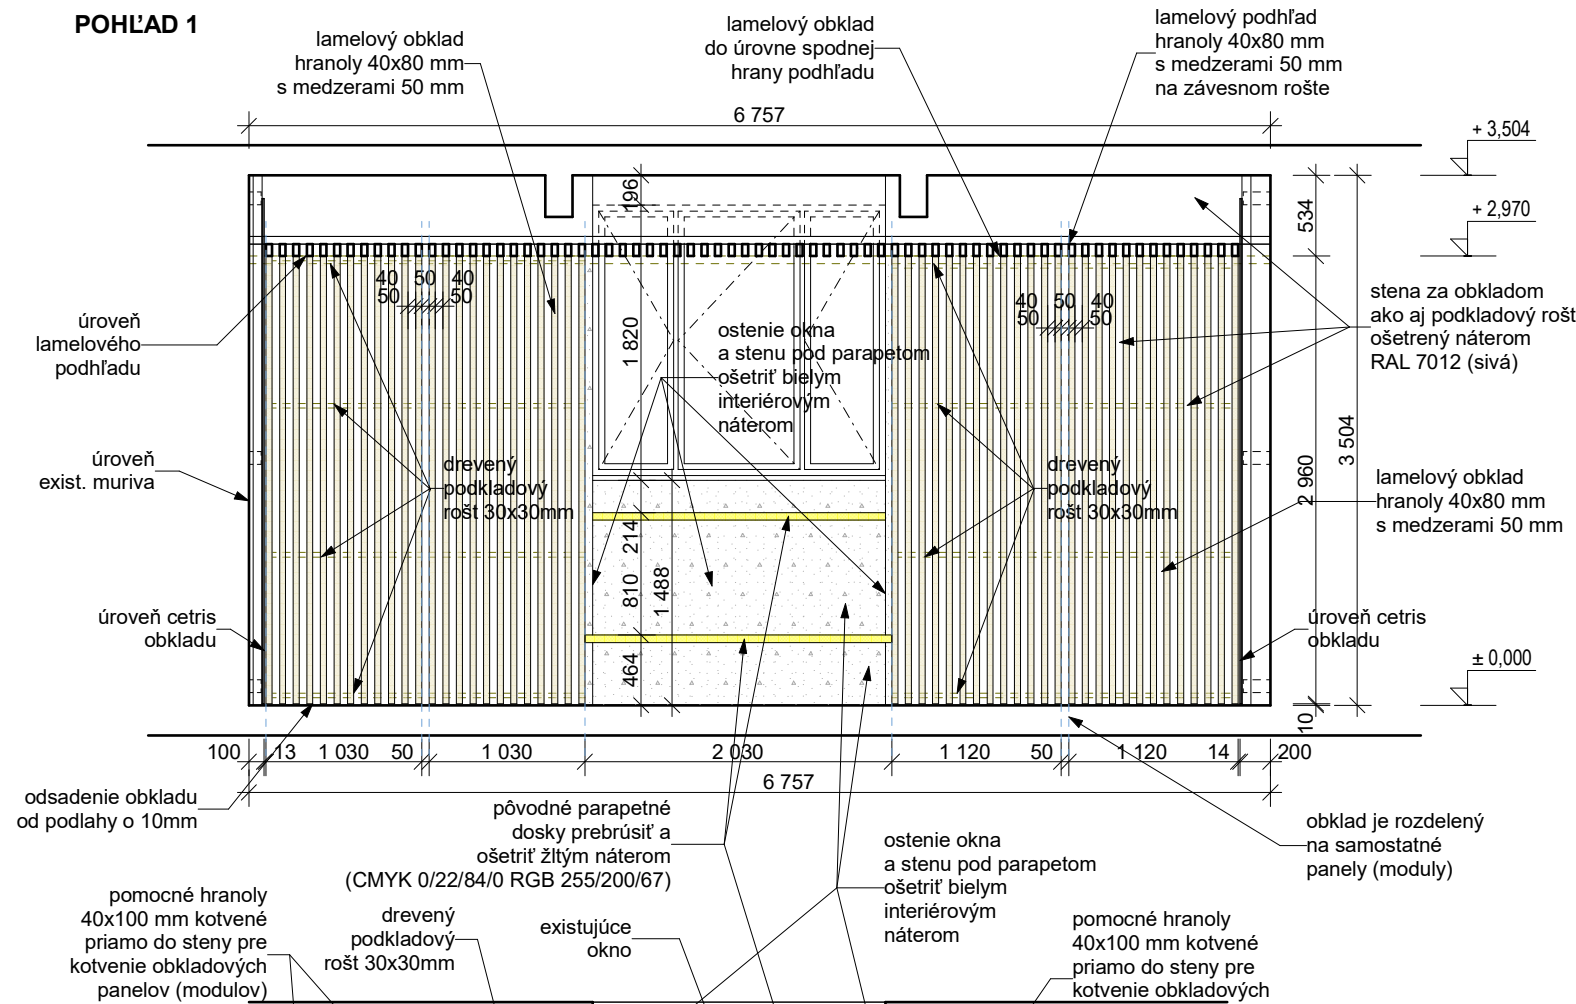 POHĽAD 1
lamelový obklad
hranoly 40x80 mm
s medzerami 50 mm
lamelový obklad
do úrovne spodnej
hrany podhľadu
lamelový podhľad
hranoly 40x80 mm
s medzerami 50 mm
na závesnom rošte
6 757
+ 3,504
196
534
+ 2,970
40 50 40
50 50
40 50 40
50 50
stena za obkladom
ako aj podkladový rošt
ošetrený náterom
RAL 7012 (sivá)
úroveň
lamelového
podhľadu
1 820
ostenie okna
a stenu pod parapetom
ošetriť bielym
interiérovým
náterom
3 504
úroveň
exist. muriva
drevený
podkladový
rošt 30x30mm
drevený
podkladový
rošt 30x30mm
2 960
lamelový obklad
hranoly 40x80 mm
s medzerami 50 mm
214
810
1 488
464
úroveň cetris
obkladu
úroveň cetris
obkladu
± 0,000
10
100 13 1 030 50 1 030 2 030 1 120 50 1 120 14 200
6 757
odsadenie obkladu
od podlahy o 10mm
pôvodné parapetné
dosky prebrúsiť a
ošetriť žltým náterom
(CMYK 0/22/84/0 RGB 255/200/67)
ostenie okna
a stenu pod parapetom
ošetriť bielym
interiérovým
náterom
obklad je rozdelený
na samostatné
panely (moduly)
pomocné hranoly
40x100 mm kotvené
priamo do steny pre
kotvenie obkladových
panelov (modulov)
drevený
podkladový
rošt 30x30mm
existujúce
okno
pomocné hranoly
40x100 mm kotvené
priamo do steny pre
kotvenie obkladových